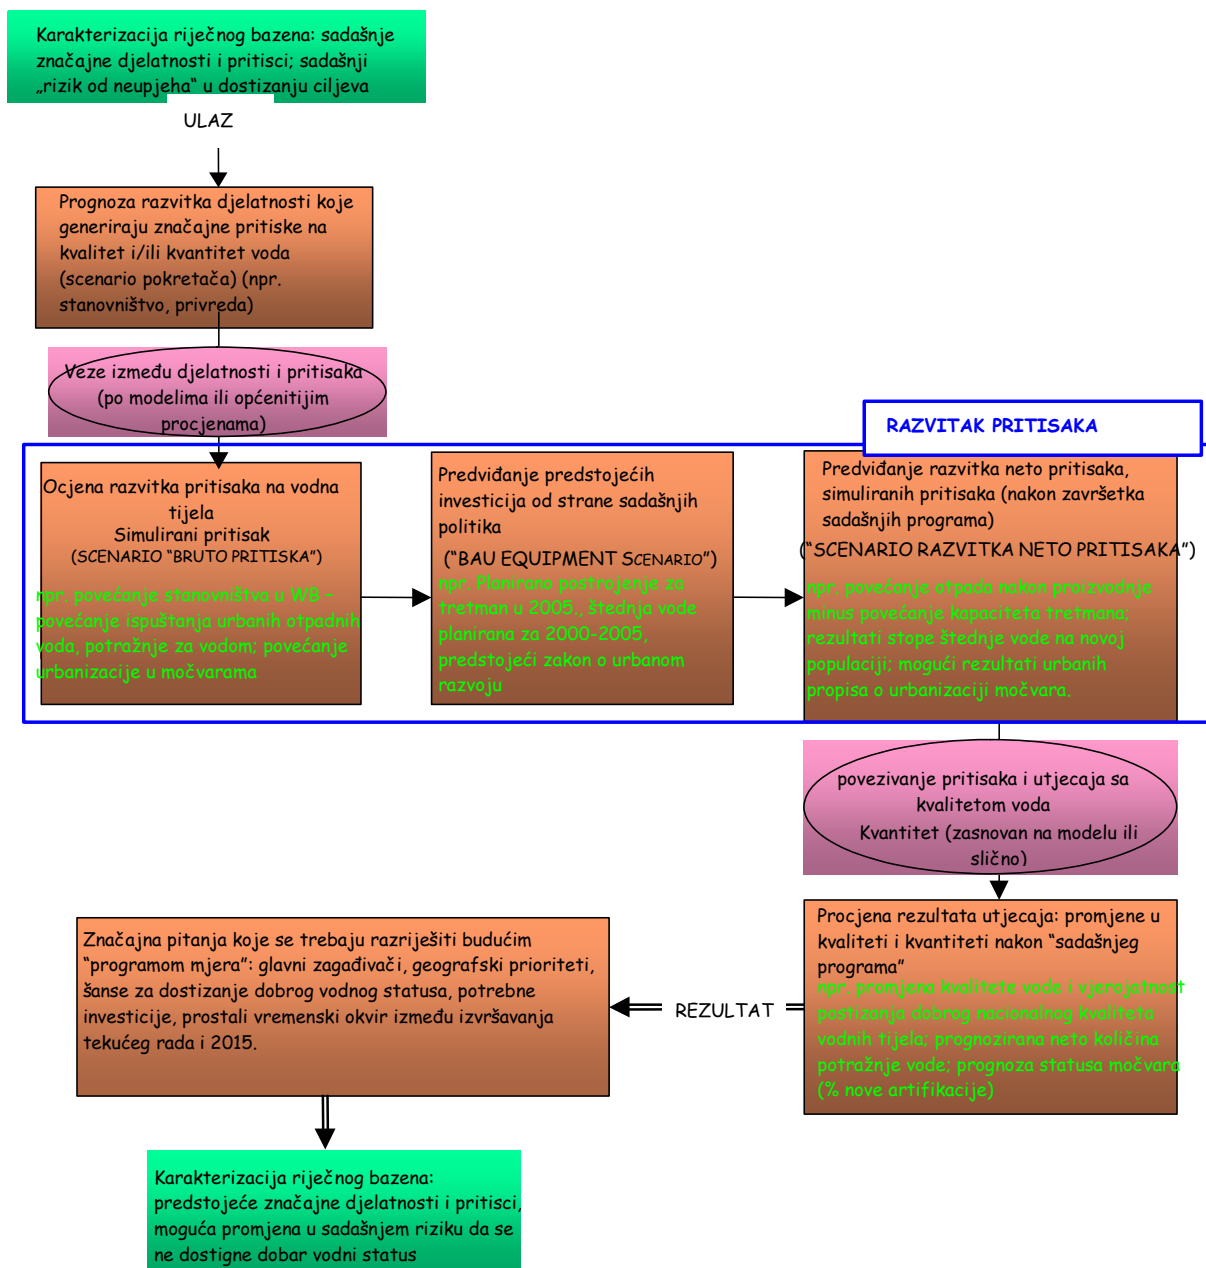 Karakterizacija riječnog bazena: sadašnje
značajne djelatnosti i pritisci; sadašnji
„rizik od neupjeha“ u dostizanju ciljeva
ULAZ
Prognoza razvitka djelatnosti koje
generiraju značajne pritiske na
kvalitet i/ili kvantitet voda
(scenario pokretača) (npr.
stanovništvo, privreda)
Veze između djelatnosti i pritisaka
(po modelima ili općenitijim
procjenama)
RAZVITAK PRITISAKA
Ocjena razvitka pritisaka na vodna
tijela
Simulirani pritisak
(SCENARIO “BRUTO PRITISKA”)
npr. povećanje stanovništva u WB –
povećanje ispuštanja urbanih otpadnih
voda, potražnje za vodom; povećanje
urbanizacije u močvarama
Predviđanje predstojećih
investicija od strane sadašnjih
politika
(“BAU EQUIPMENT SCENARIO”)
npr. Planirano postrojenje za
tretman u 2005., štednja vode
planirana za 2000-2005,
predstojeći zakon o urbanom
razvoju
Predviđanje razvitka neto pritisaka,
simuliranih pritisaka (nakon završetka
sadašnjih programa)
(“SCENARIO RAZVITKA NETO PRITISAKA”)
npr. povećanje otpada nakon proizvodnje
minus povećanje kapaciteta tretmana;
rezultati stope štednje vode na novoj
populaciji; mogući rezultati urbanih
propisa o urbanizaciji močvara.
povezivanje pritisaka i utjecaja sa
kvalitetom voda
Kvantitet (zasnovan na modelu ili
slično)
Procjena rezultata utjecaja: promjene u
kvaliteti i kvantiteti nakon “sadašnjeg
programa”
npr. promjena kvalitete vode i vjerojatnost
postizanja dobrog nacionalnog kvaliteta
vodnih tijela; prognozirana neto količina
potražnje vode; prognoza statusa močvara
(% nove artifikacije)
REZULTAT
Značajna pitanja koje se trebaju razriješiti budućim
“programom mjera”: glavni zagađivači, geografski prioriteti,
šanse za dostizanje dobrog vodnog statusa, potrebne
investicije, prostali vremenski okvir između izvršavanja
tekućeg rada i 2015.
Karakterizacija riječnog bazena:
predstojeće značajne djelatnosti i pritisci,
moguća promjena u sadašnjem riziku da se
ne dostigne dobar vodni status